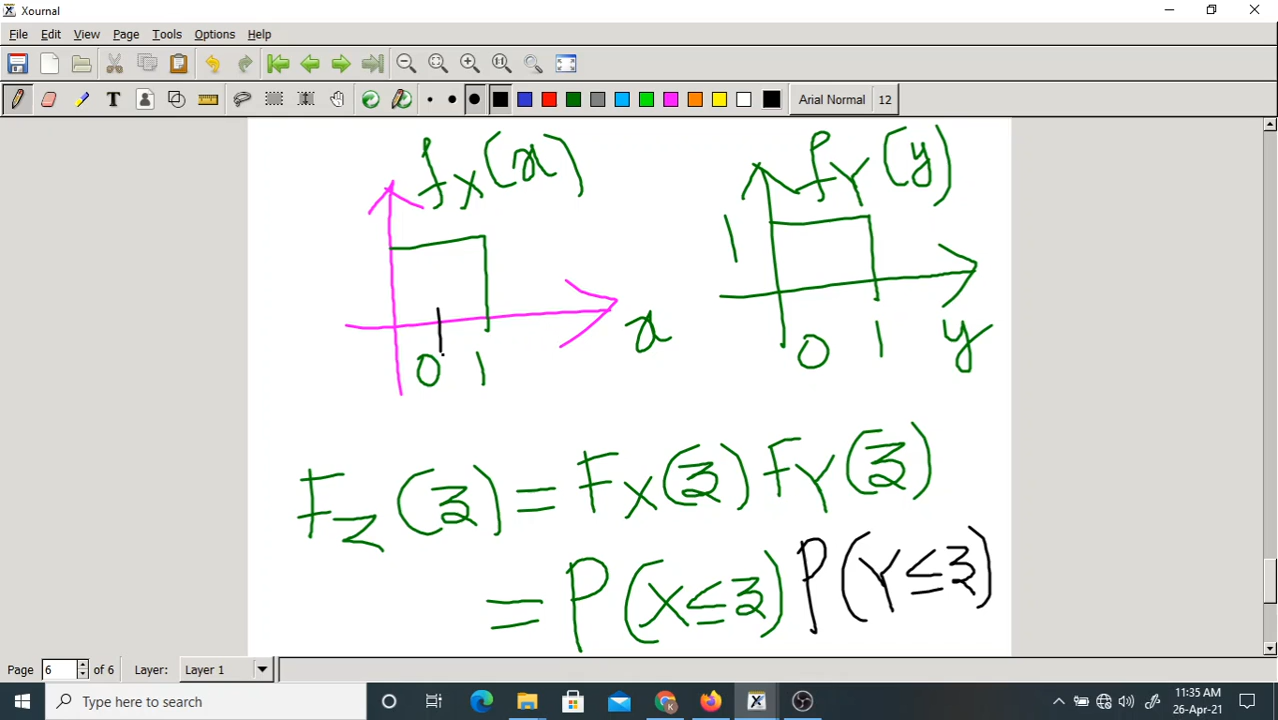 Xournal
File Edit View Page Tools Options Help
Arial Normal 12
fX(x) fY(y)
1
0 1 x 0 1 y
FZ(z) = FX(z) FY(z)
= P(X≤z) P(Y≤z)
Page 6 of 6 Layer: Layer 1
Type here to search
11:35 AM
26-Apr-21